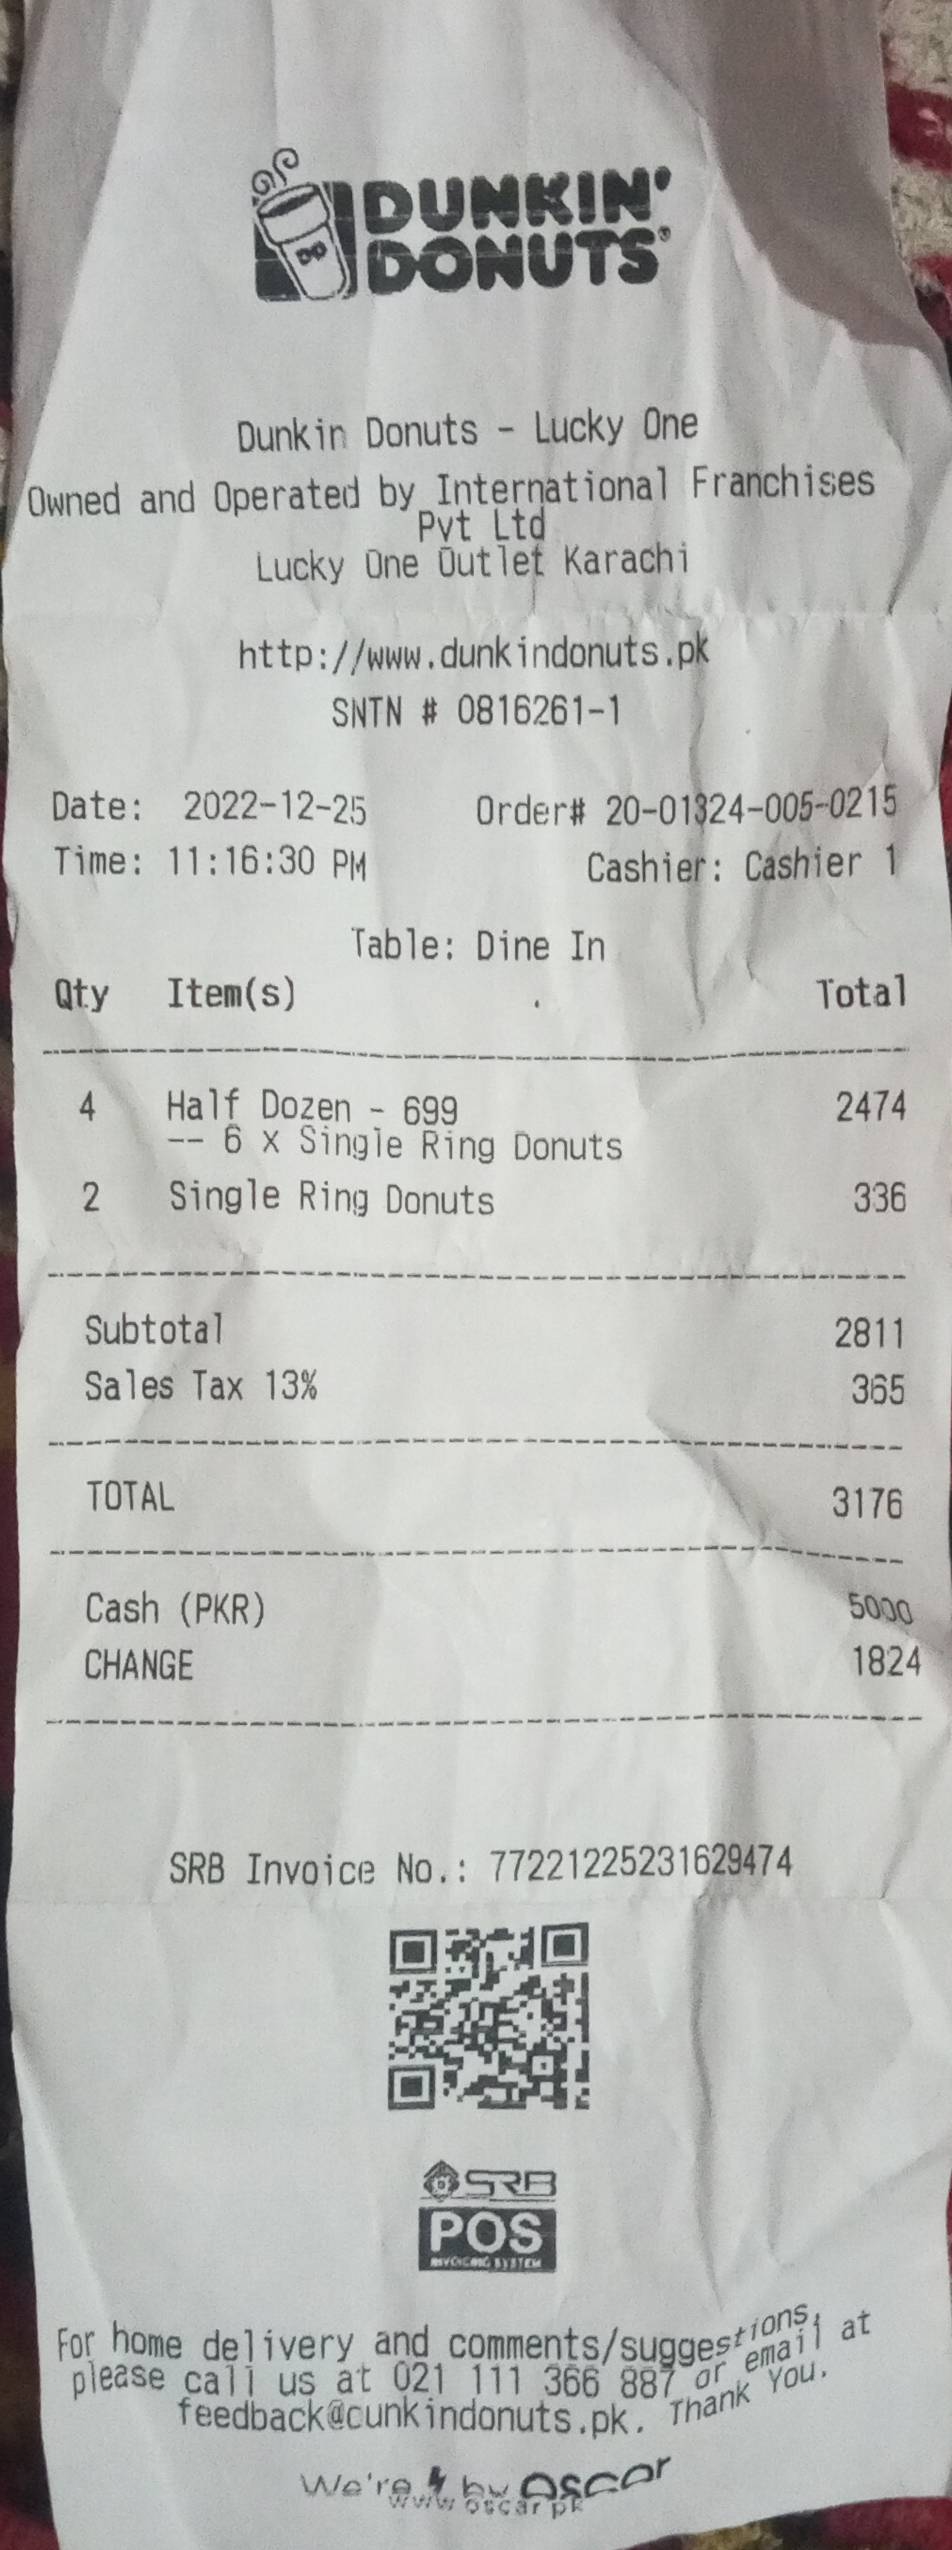 DUNKIN'
DONUTS®
DD
Dunkin Donuts - Lucky One
Owned and Operated by International Franchises
Pvt Ltd
Lucky One Outlet Karachi
http://www.dunkindonuts.pk
SNTN # 0816261-1
Date: 2022-12-25 Order# 20-01324-005-0215
Time: 11:16:30 PM Cashier: Cashier 1
Table: Dine In
Qty Item(s) Total
4 Half Dozen - 699 2474
-- 6 x Single Ring Donuts
2 Single Ring Donuts 336
Subtotal 2811
Sales Tax 13% 365
TOTAL 3176
Cash (PKR) 5000
CHANGE 1824
SRB Invoice No.: 77221225231629474
SRB
POS
INVOICING SYSTEM
For home delivery and comments/suggestions,
please call us at 021 111 366 887 or email at
feedback@cunkindonuts.pk. Thank You.
We're by oscar
www oscar pk